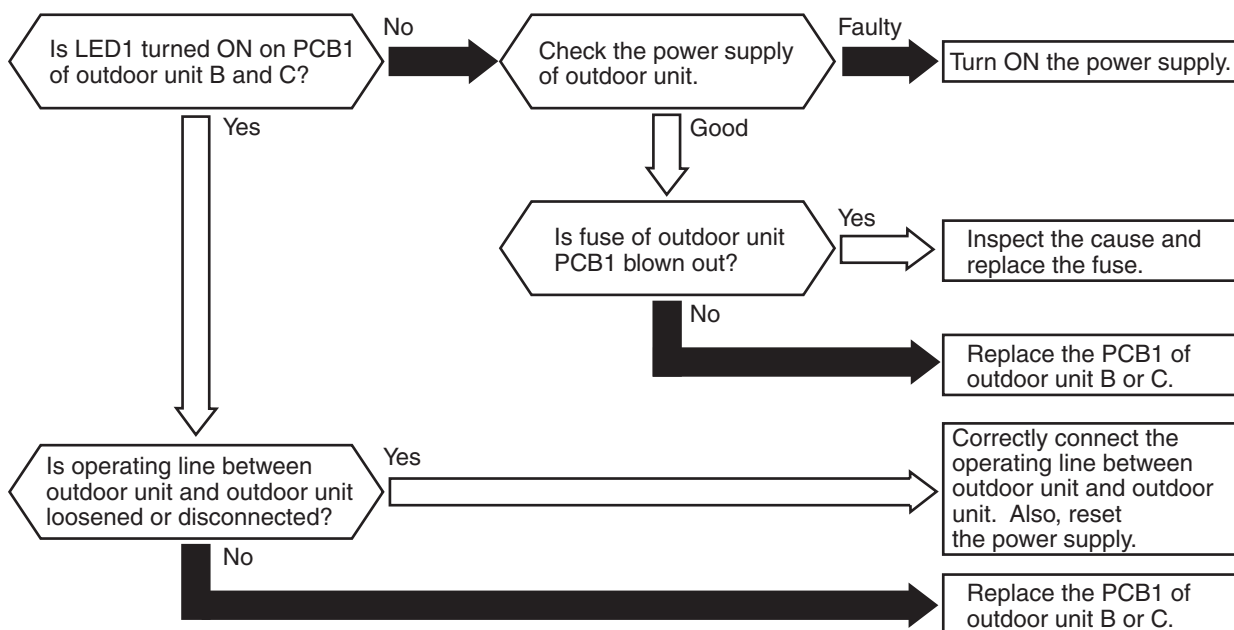 Is LED1 turned ON on PCB1
of outdoor unit B and C?
No
Check the power supply
of outdoor unit.
Faulty
Turn ON the power supply.
Yes
Good
Is fuse of outdoor unit
PCB1 blown out?
Yes
Inspect the cause and
replace the fuse.
No
Replace the PCB1 of
outdoor unit B or C.
Is operating line between
outdoor unit and outdoor unit
loosened or disconnected?
Yes
Correctly connect the
operating line between
outdoor unit and outdoor
unit.  Also, reset
the power supply.
No
Replace the PCB1 of
outdoor unit B or C.